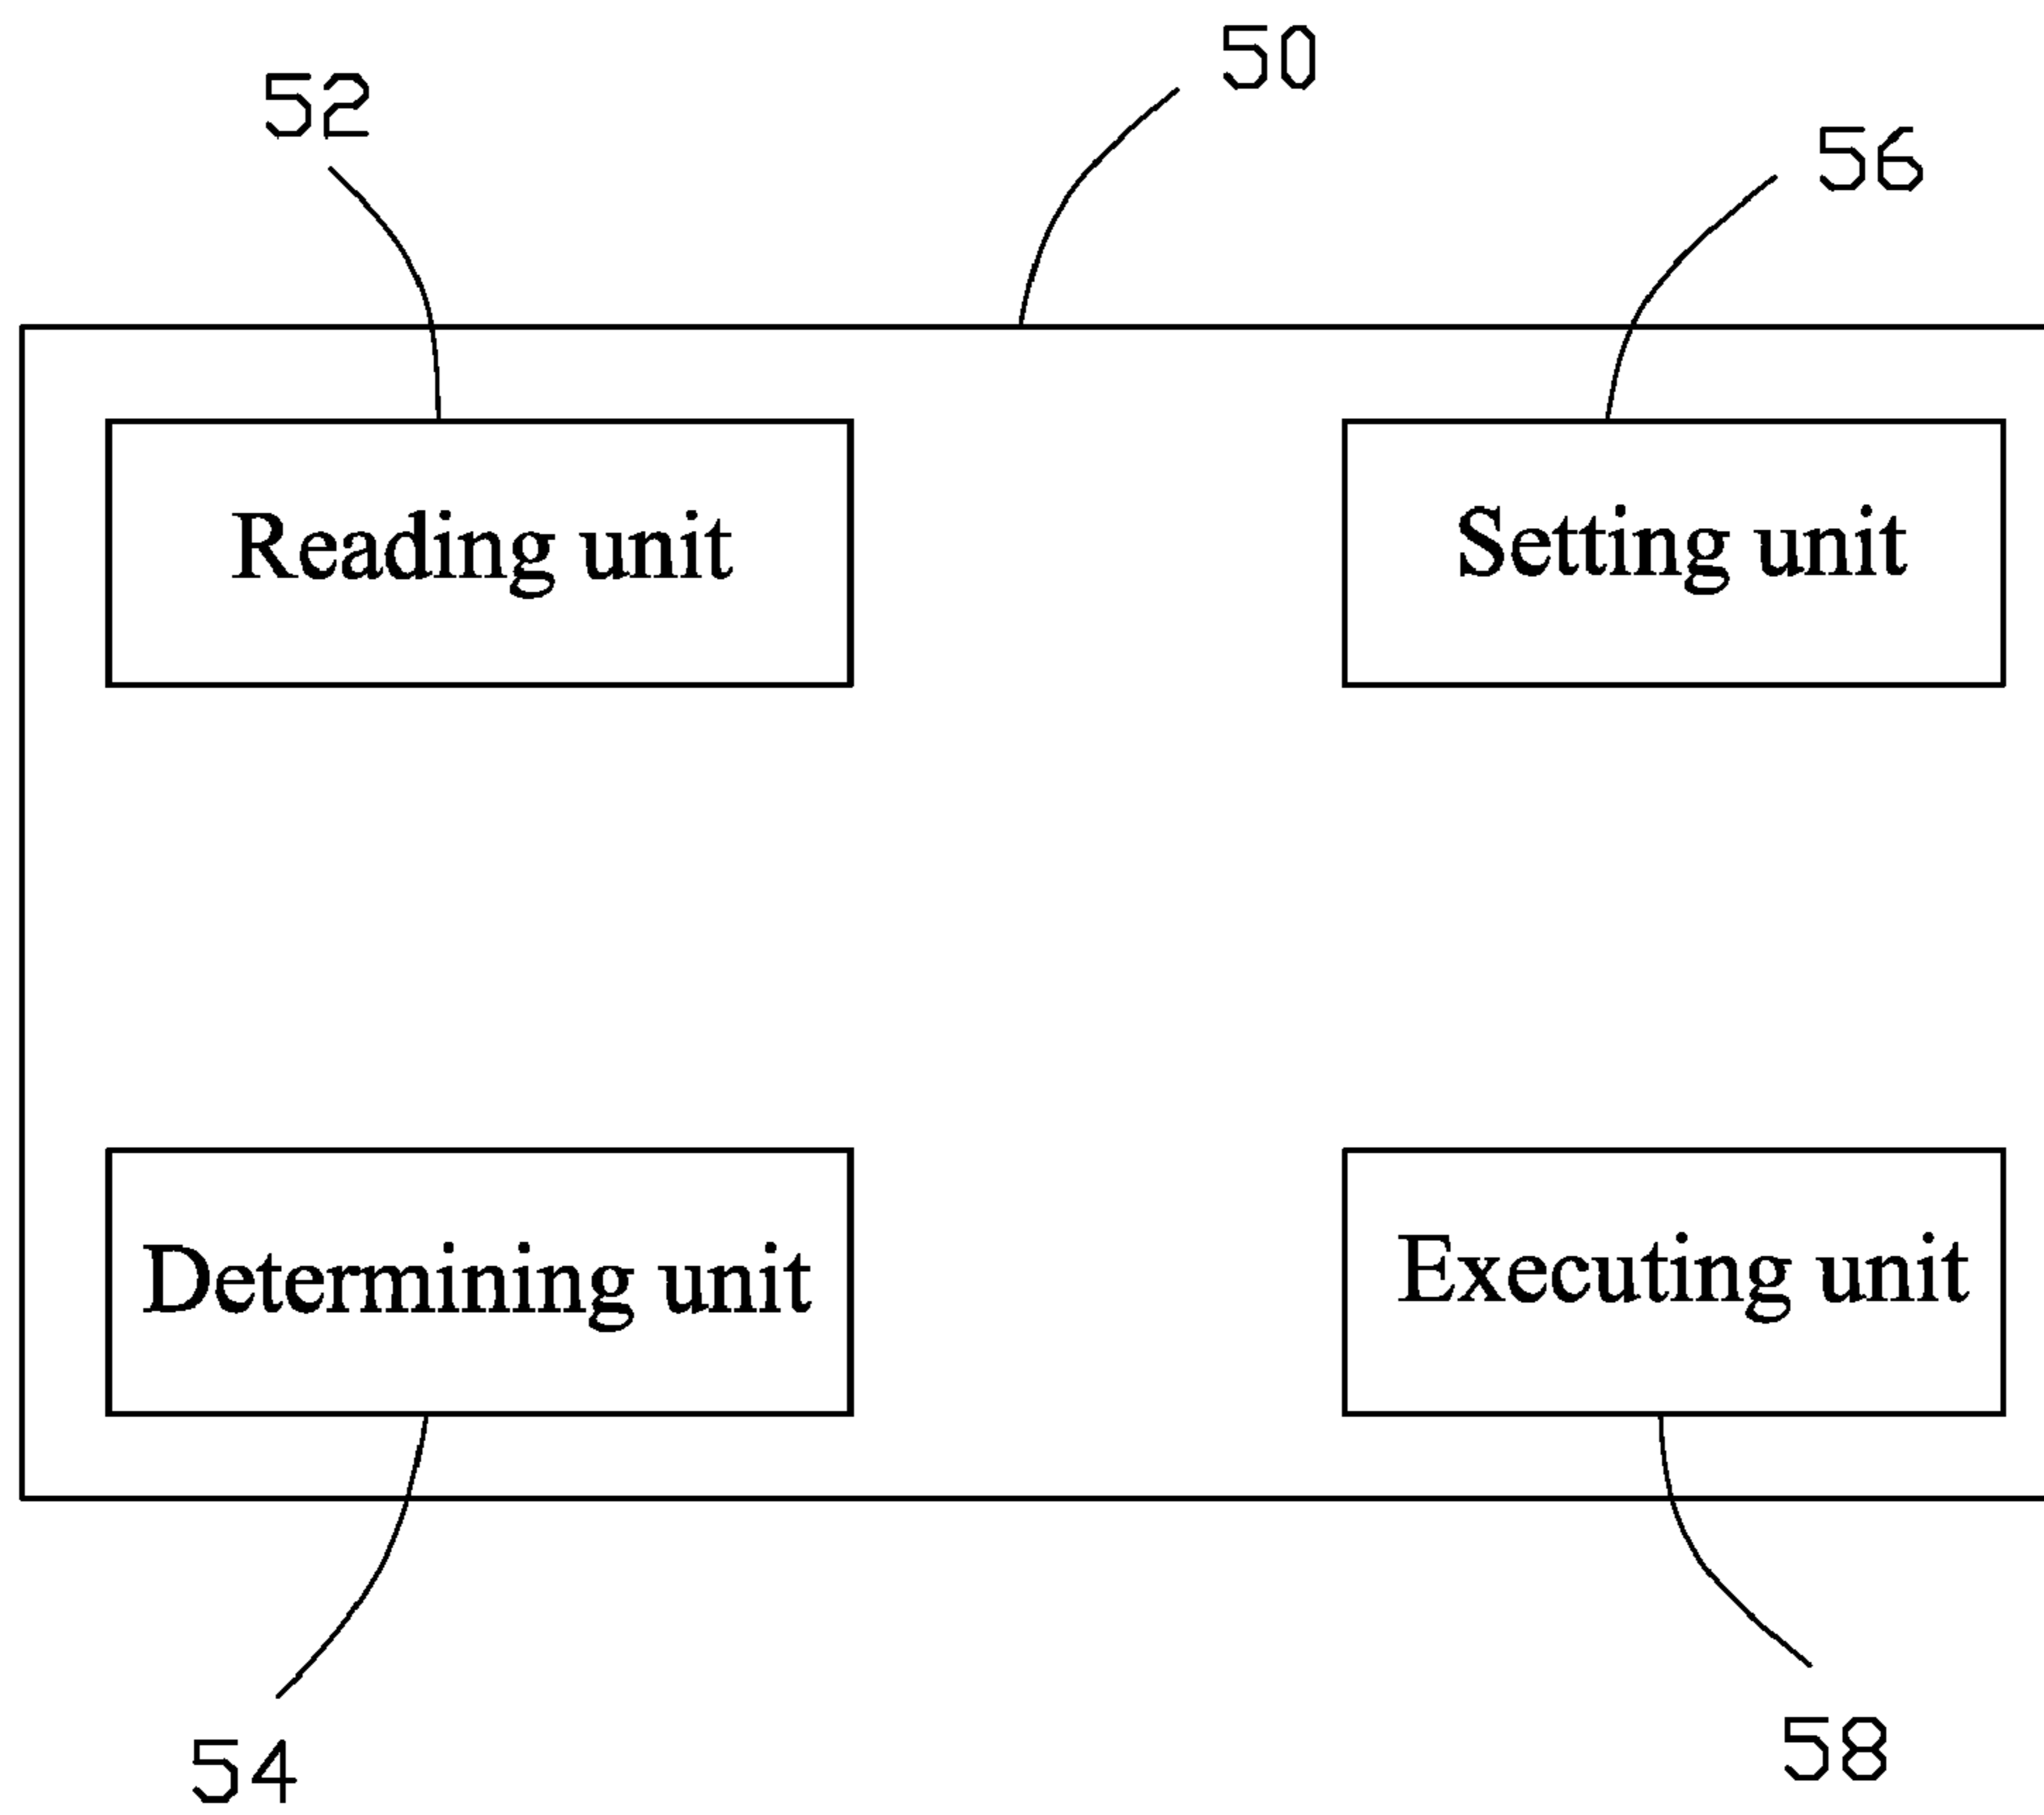 50
52
56
Reading unit
Setting unit
Determining unit
Executing unit
54
58